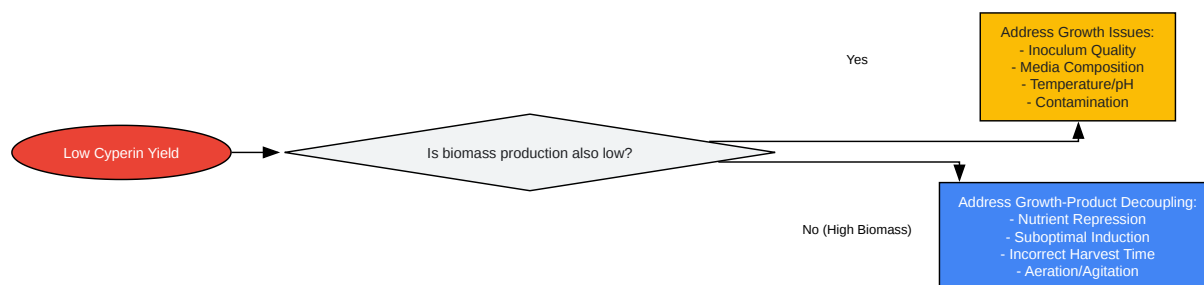 Low Cyperin Yield
Is biomass production also low?
Yes
Address Growth Issues:
- Inoculum Quality
- Media Composition
- Temperature/pH
- Contamination
No (High Biomass)
Address Growth-Product Decoupling:
- Nutrient Repression
- Suboptimal Induction
- Incorrect Harvest Time
- Aeration/Agitation